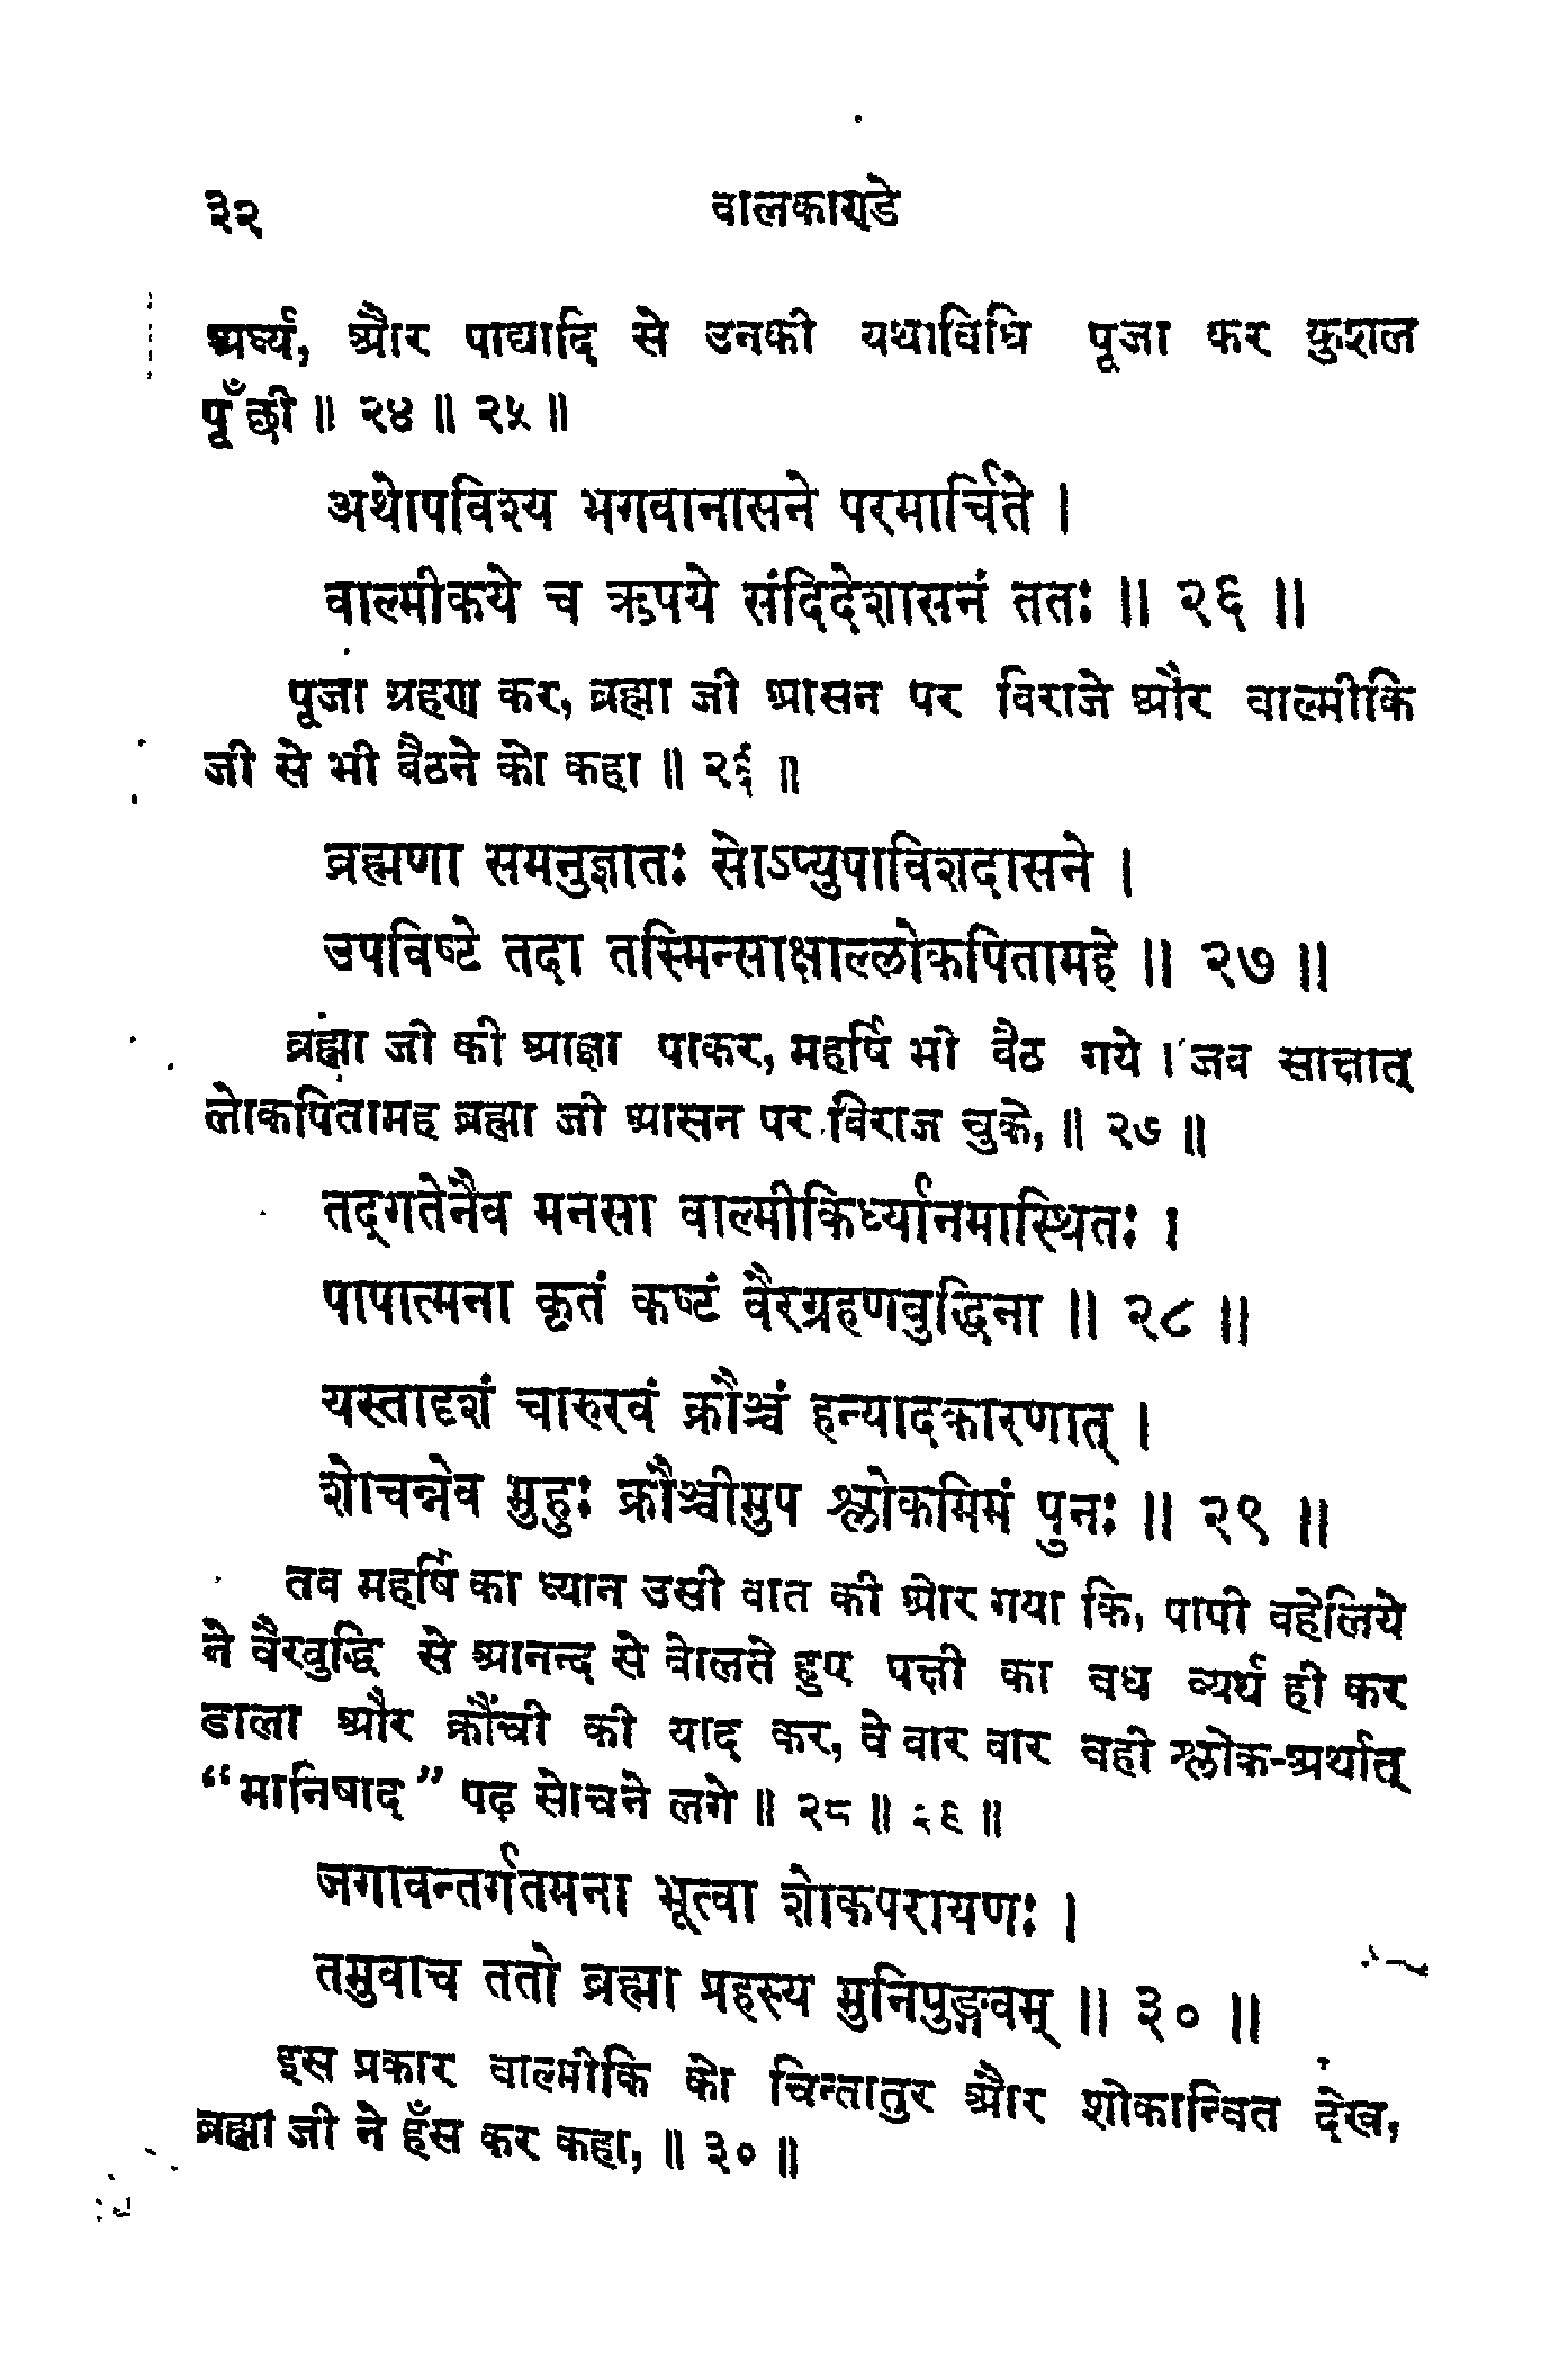 ३२ वालकाण्डे
अर्घ्य, और पाद्यादि से उनकी यथाविधि पूजा कर कुशल
पूँछी ॥ २४ ॥ २५ ॥
अथोपविश्य भगवानासने परमार्चिते ।
वाल्मीकये च ऋषये संदिदेशासनं ततः ॥ २६ ॥
पूजा ग्रहण कर, ब्रह्मा जी आसन पर विराजे और वाल्मीकि
जी से भी बैठने को कहा ॥ २६ ॥
ब्रह्मणा समनुज्ञातः सोऽप्युपाविशदासने ।
उपविष्टे तदा तस्मिन्साक्षाल्लोकपितामहे ॥ २७ ॥
ब्रह्मा जी की आज्ञा पाकर, महर्षि भी वैठ गये । जव साक्षात्
लोकपितामह ब्रह्मा जी आसन पर विराज चुके, ॥ २७ ॥
तद्गतेनैव मनसा वाल्मीकिर्ध्यानमास्थितः ।
पापात्मना कृतं कष्टं वैरग्रहणबुद्धिना ॥ २८ ॥
यस्तादृशं चारुरवं क्रौञ्चं हन्यादकारणात् ।
शोचन्नेव मुहुः क्रौञ्चीमुप श्लोकमिमं पुनः ॥ २९ ॥
तव महर्षि का ध्यान उसी वात की ओर गया कि, पापी वहेलिये
ने वैरवुद्धि से आनन्द से बोलते हुए पक्षी का वध व्यर्थ ही कर
डाला और क्रौंची की याद कर, वे वार वार वही श्लोक-अर्थात्
“मानिषाद” पढ़ सोचने लगे ॥ २८ ॥ २९ ॥
जगावन्तर्गतमना भूत्वा शोकपरायणः ।
तमुवाच ततो ब्रह्मा प्रहस्य मुनिपुङ्गवम् ॥ ३० ॥
इस प्रकार वाल्मीकि को चिन्तातुर और शोकान्वित देख,
ब्रह्मा जी ने हँस कर कहा, ॥ ३० ॥